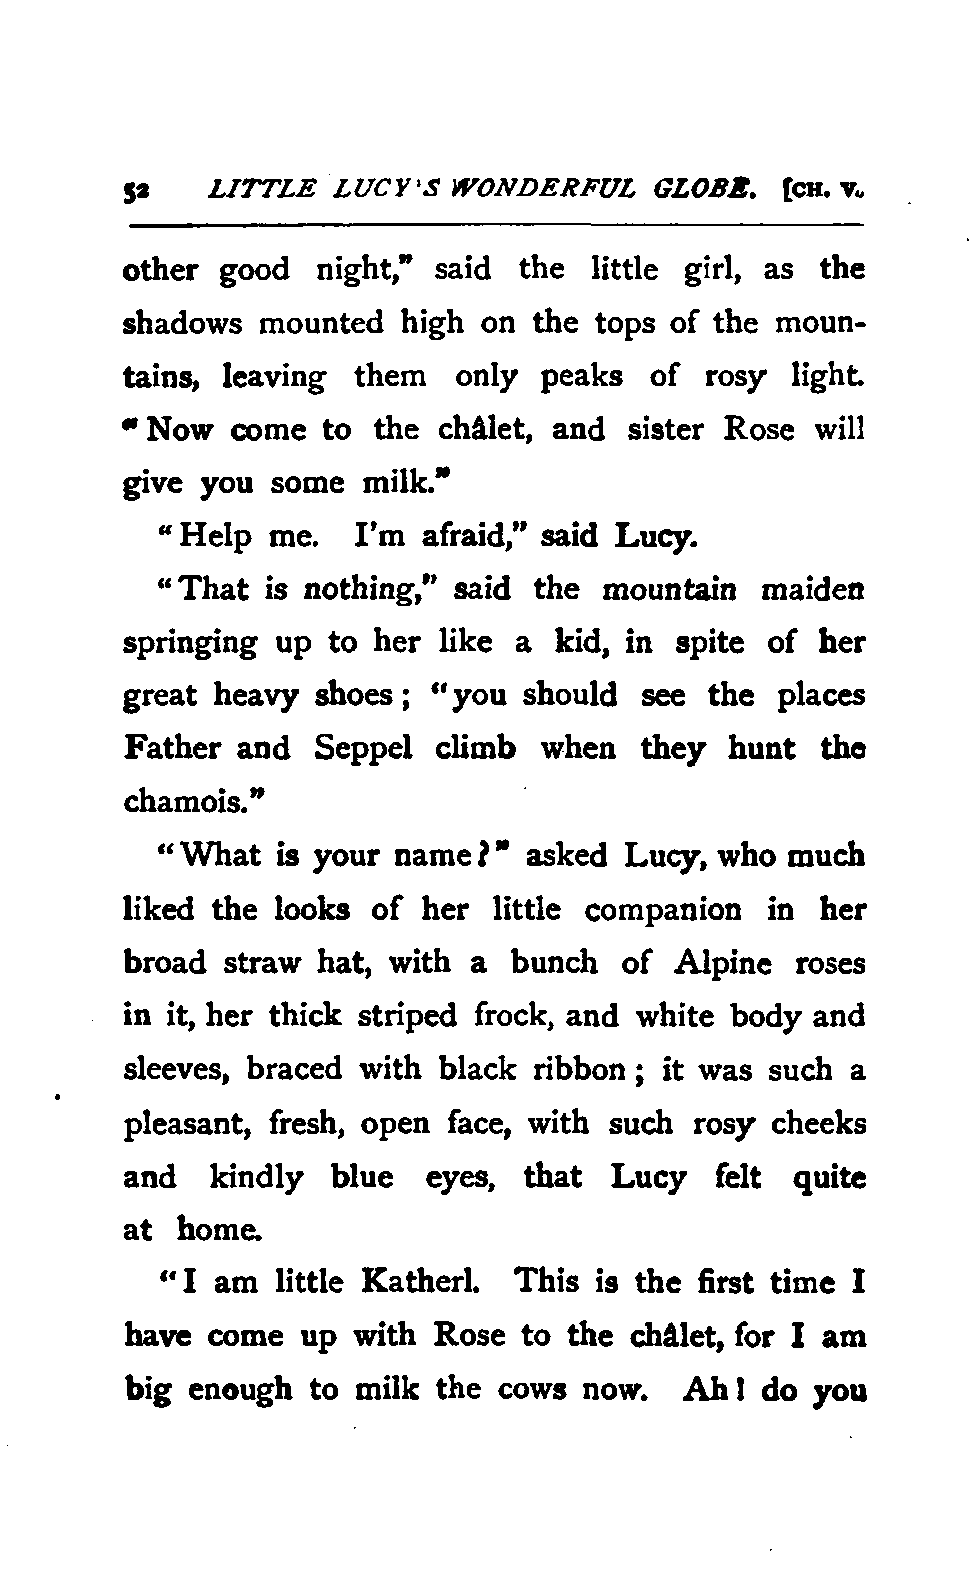 52 LITTLE LUCY'S WONDERFUL GLOBE. [CH. V.
other good night," said the little girl, as the
shadows mounted high on the tops of the moun-
tains, leaving them only peaks of rosy light.
"Now come to the châlet, and sister Rose will
give you some milk."
"Help me. I'm afraid," said Lucy.
"That is nothing," said the mountain maiden
springing up to her like a kid, in spite of her
great heavy shoes; "you should see the places
Father and Seppel climb when they hunt the
chamois."
"What is your name?" asked Lucy, who much
liked the looks of her little companion in her
broad straw hat, with a bunch of Alpine roses
in it, her thick striped frock, and white body and
sleeves, braced with black ribbon; it was such a
pleasant, fresh, open face, with such rosy cheeks
and kindly blue eyes, that Lucy felt quite
at home.
"I am little Katherl. This is the first time I
have come up with Rose to the châlet, for I am
big enough to milk the cows now. Ah! do you